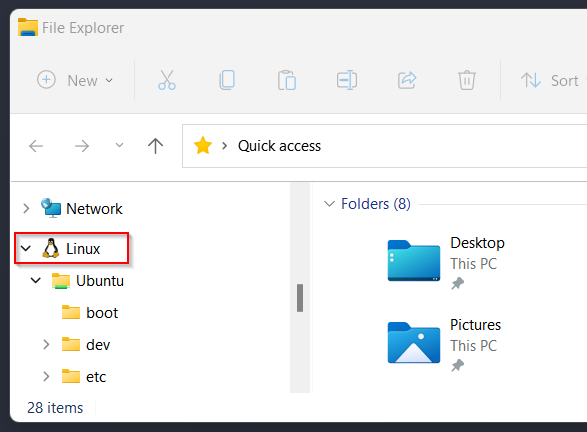 File Explorer
New
Sort
Quick access
Network
Linux
Ubuntu
boot
dev
etc
Folders (8)
Desktop
This PC
Pictures
This PC
28 items